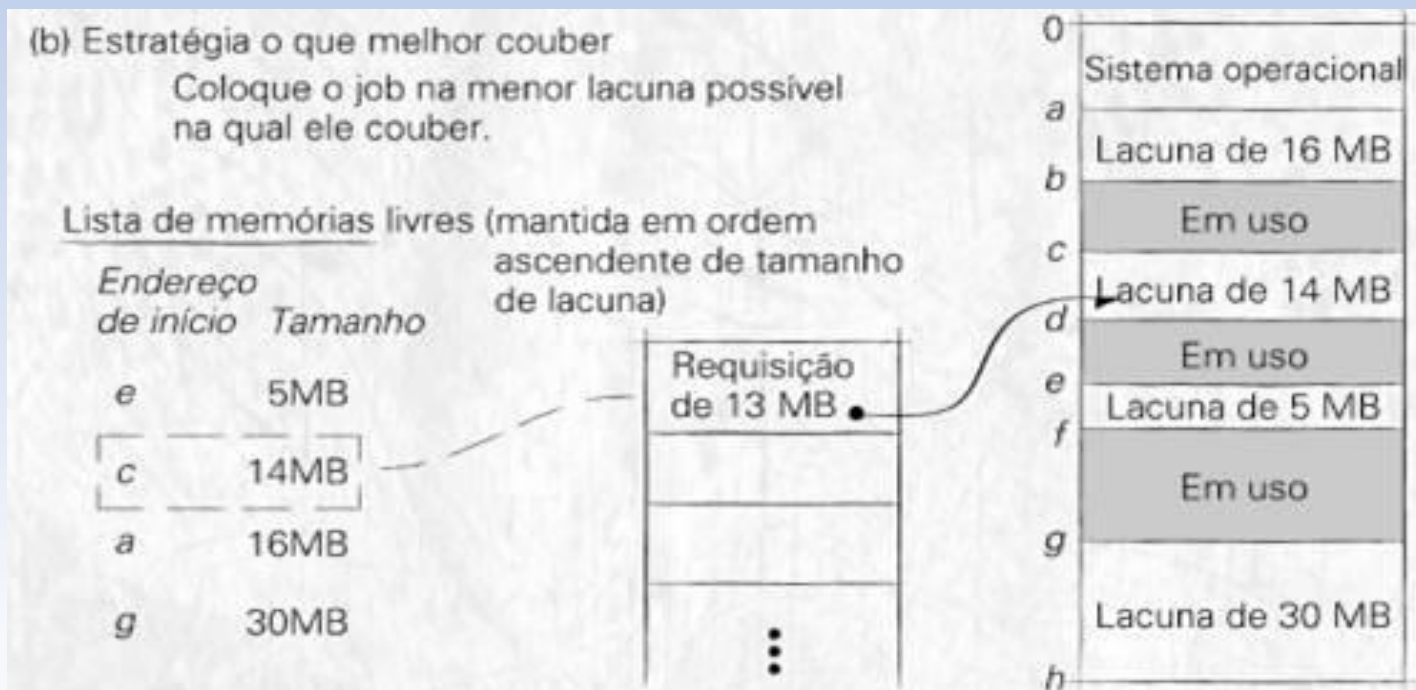 (b) Estratégia o que melhor couber
Coloque o job na menor lacuna possível
na qual ele couber.
Lista de memórias livres (mantida em ordem
ascendente de tamanho
de lacuna)
Endereço
de início Tamanho
e 5MB
c 14MB
a 16MB
g 30MB
Requisição
de 13 MB
0
Sistema operacional
a
Lacuna de 16 MB
b
Em uso
c
Lacuna de 14 MB
d
Em uso
e
Lacuna de 5 MB
f
Em uso
g
Lacuna de 30 MB
h